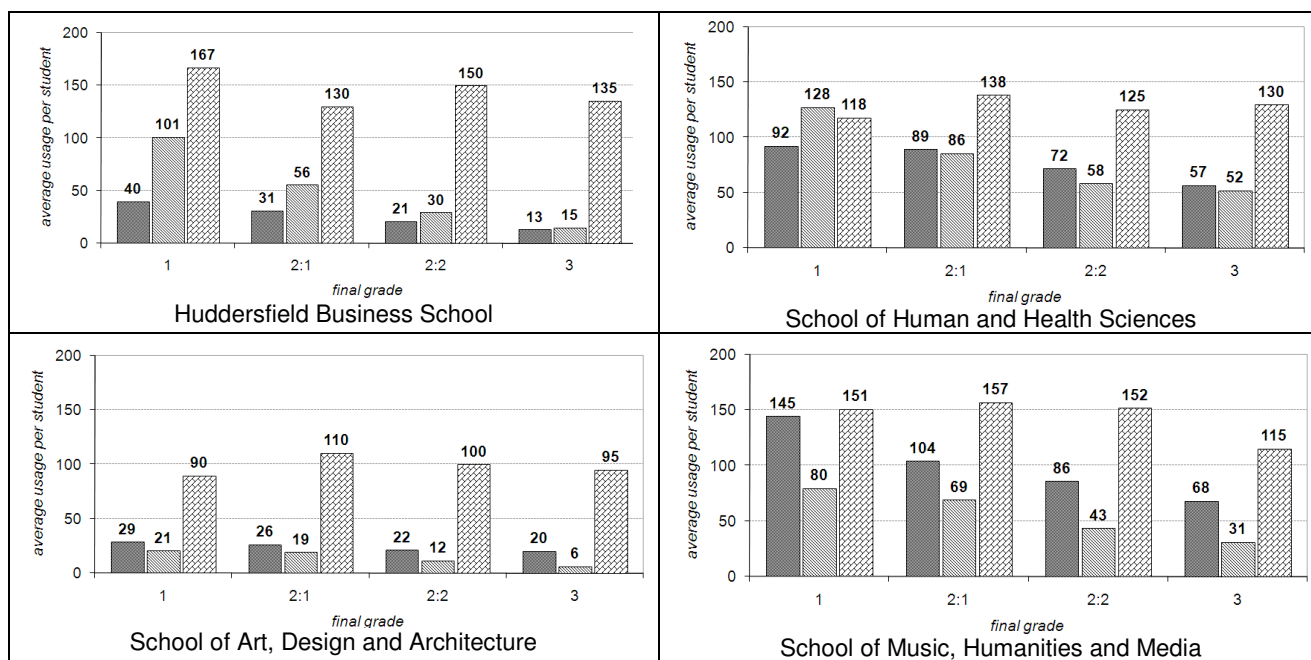 200
150
100
50
0
average usage per student
40 101 167
31 56 130
21 30 150
13 15 135
1 2:1 2:2 3
final grade
Huddersfield Business School
200
150
100
50
0
average usage per student
92 128 118
89 86 138
72 58 125
57 52 130
1 2:1 2:2 3
final grade
School of Human and Health Sciences
200
150
100
50
0
average usage per student
29 21 90
26 19 110
22 12 100
20 6 95
1 2:1 2:2 3
final grade
School of Art, Design and Architecture
200
150
100
50
0
average usage per student
145 80 151
104 69 157
86 43 152
68 31 115
1 2:1 2:2 3
final grade
School of Music, Humanities and Media